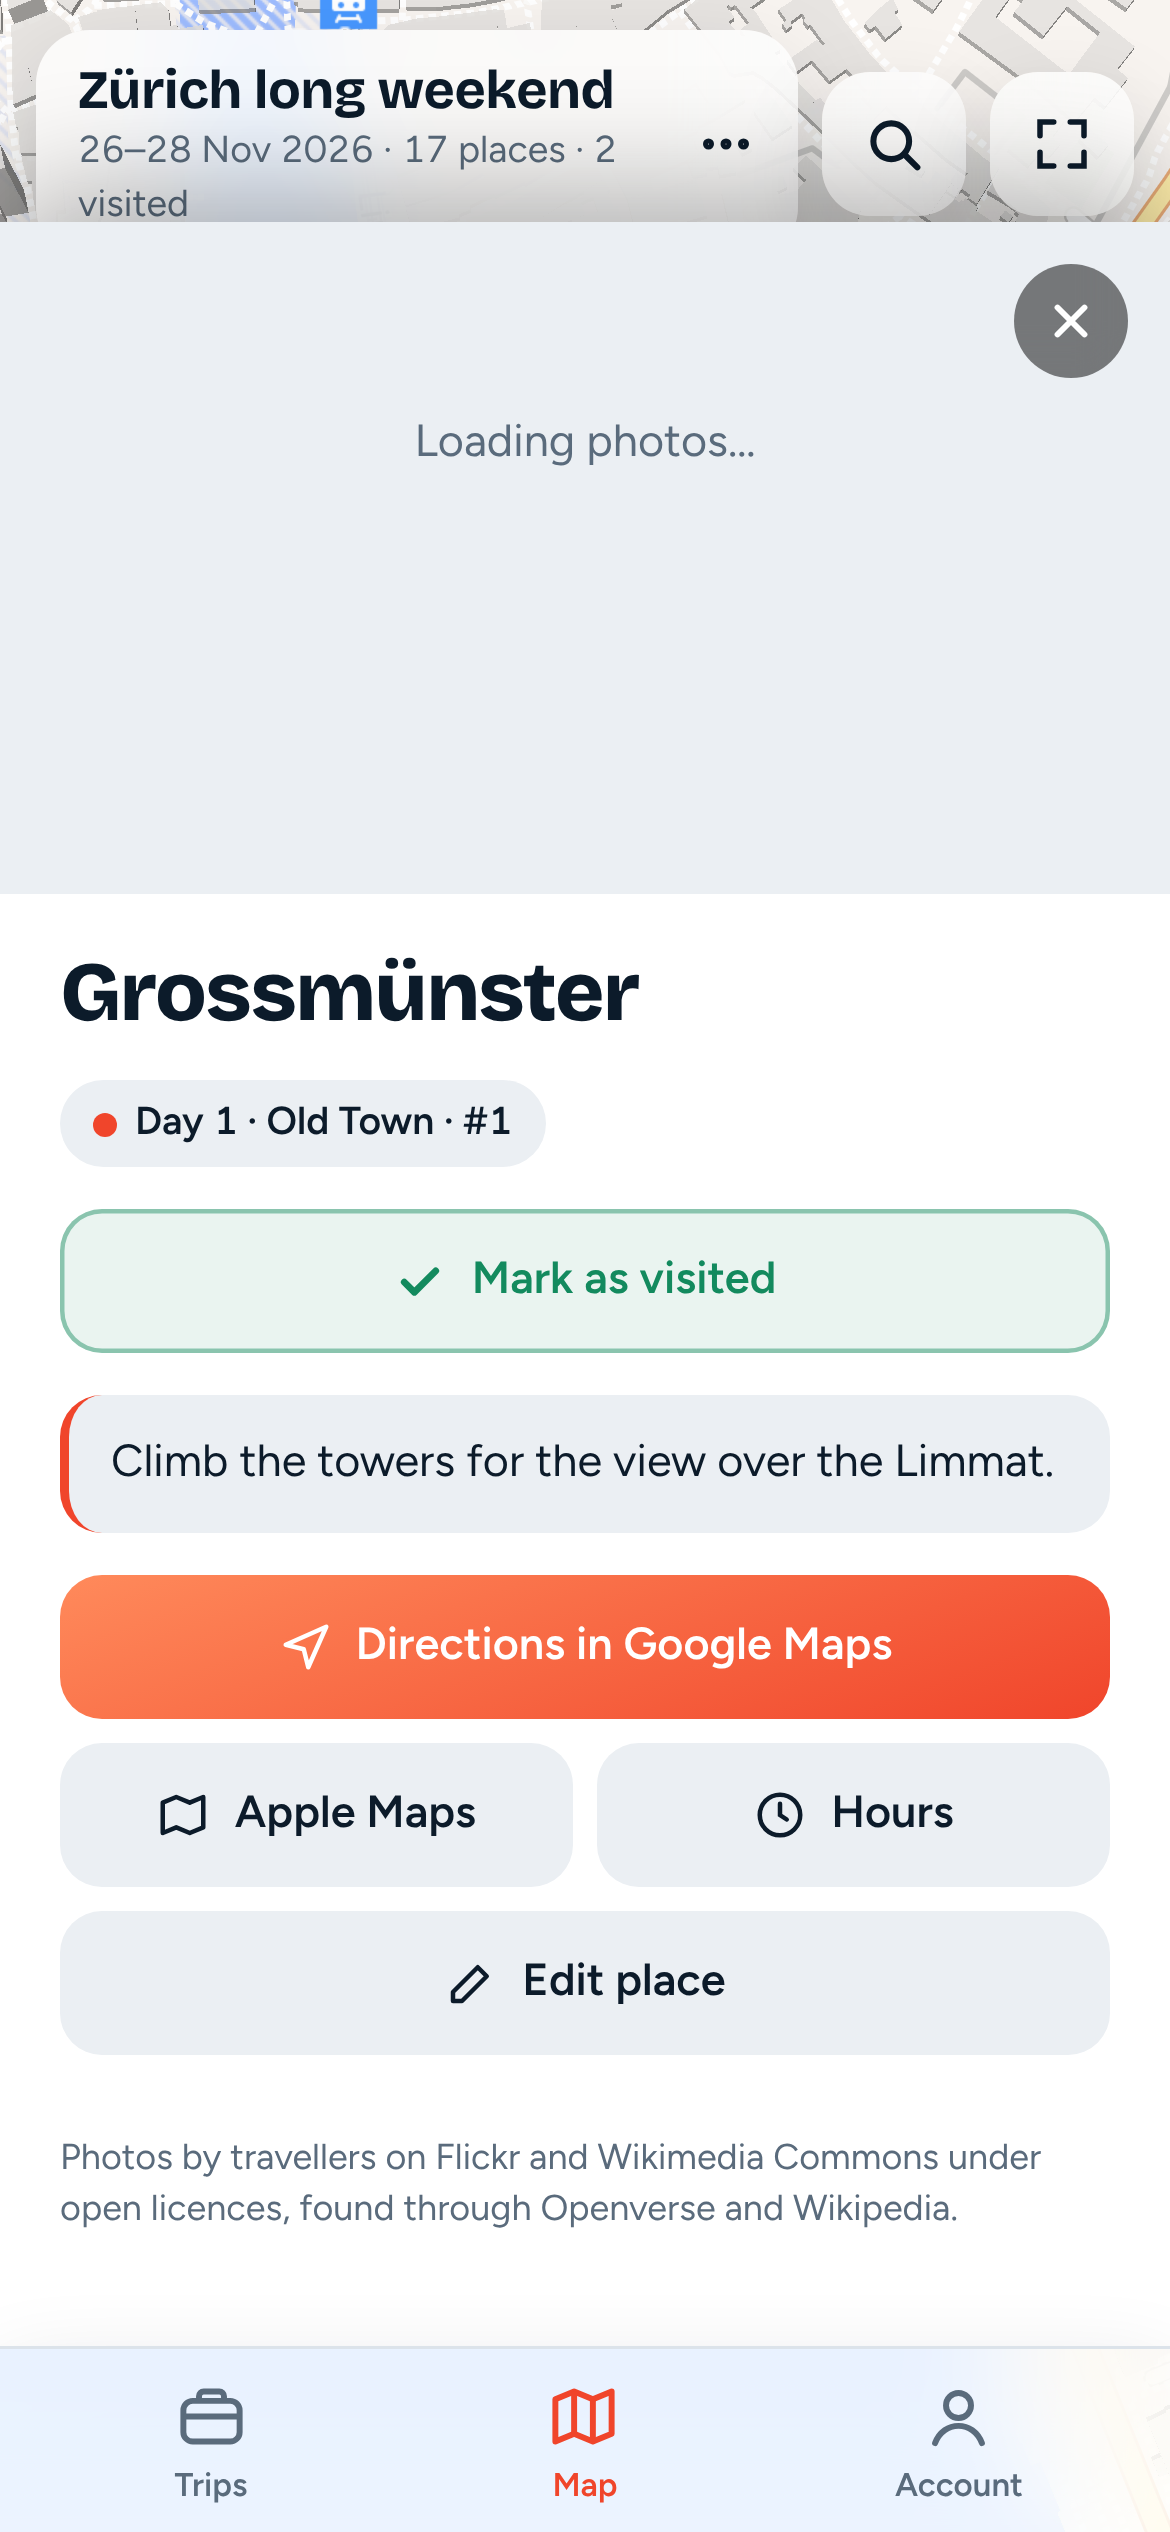 Zürich long weekend
26–28 Nov 2026 · 17 places · 2
visited
Loading photos…
Grossmünster
Day 1 · Old Town · #1
Mark as visited
Climb the towers for the view over the Limmat.
Directions in Google Maps
Apple Maps
Hours
Edit place
Photos by travellers on Flickr and Wikimedia Commons under
open licences, found through Openverse and Wikipedia.
Trips
Map
Account